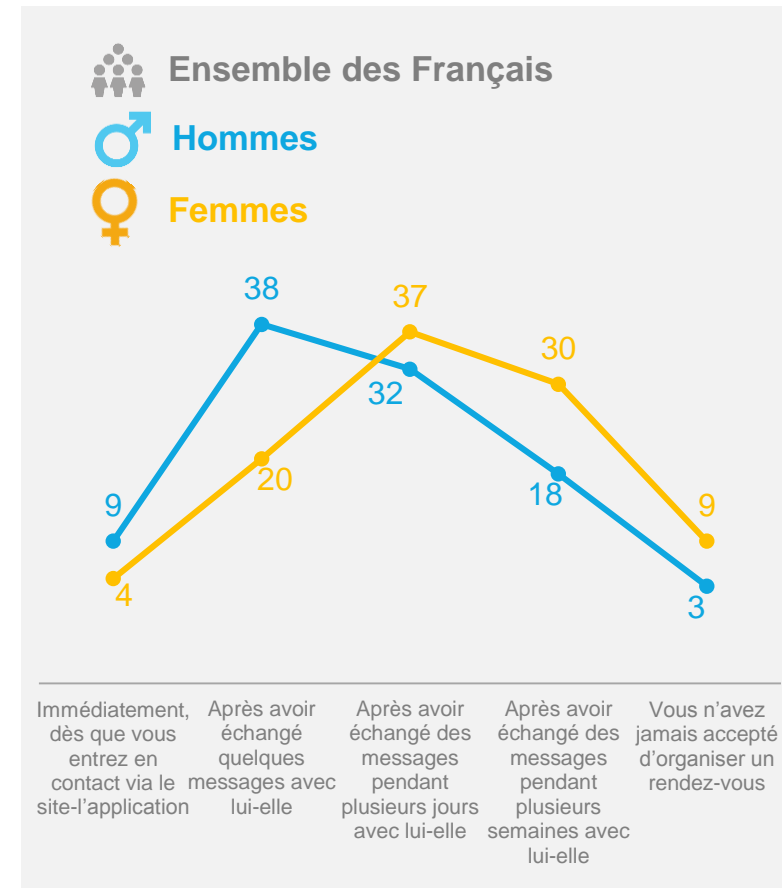 Ensemble des Français
Hommes
Femmes
38
37
30
32
9
20
18
9
4
3
Immédiatement,
dès que vous
entrez en
contact via le
site-l'application
Après avoir
échangé
quelques
messages avec
lui-elle
Après avoir
échangé des
messages
pendant
plusieurs jours
avec lui-elle
Après avoir
échangé des
messages
pendant
plusieurs
semaines avec
lui-elle
Vous n'avez
jamais accepté
d'organiser un
rendez-vous